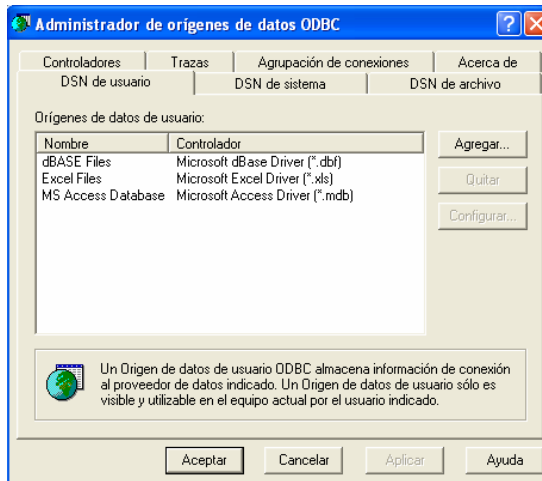 Administrador de orígenes de datos ODBC
Controladores Trazas Agrupación de conexiones Acerca de
DSN de usuario DSN de sistema DSN de archivo
Orígenes de datos de usuario:
Nombre Controlador
dBASE Files Microsoft dBase Driver (*.dbf)
Excel Files Microsoft Excel Driver (*.xls)
MS Access Database Microsoft Access Driver (*.mdb)
Agregar...
Quitar
Configurar...
Un Origen de datos de usuario ODBC almacena información de conexión
al proveedor de datos indicado. Un Origen de datos de usuario sólo es
visible y utilizable en el equipo actual por el usuario indicado.
Aceptar Cancelar Aplicar Ayuda